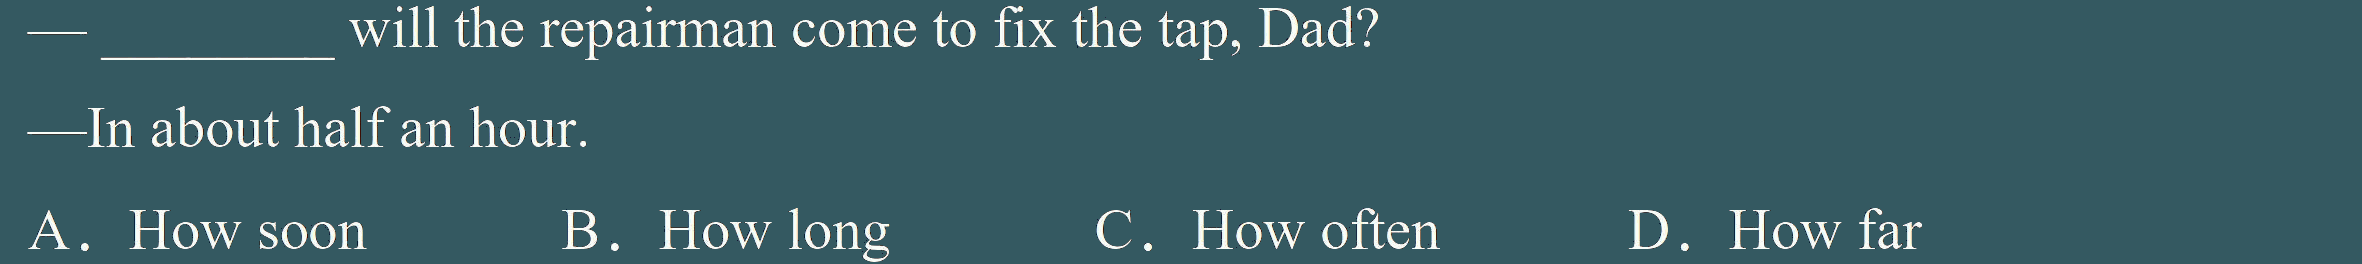 —________ will the repairman come to fix the tap, Dad?
—In about half an hour.
A．How soon B．How long C．How often D．How far